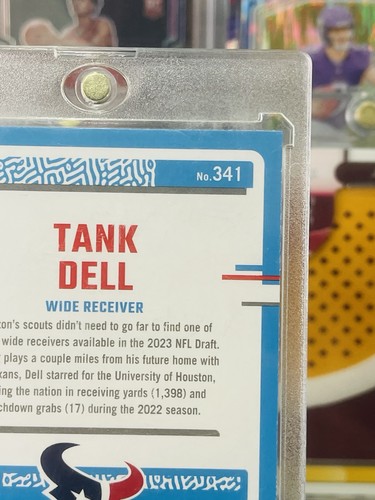 No. 341
TANK
DELL
WIDE RECEIVER
ton's scouts didn't need to go far to find one of
wide receivers available in the 2023 NFL Draft.
plays a couple miles from his future home with
xans, Dell starred for the University of Houston,
ing the nation in receiving yards (1,398) and
chdown grabs (17) during the 2022 season.